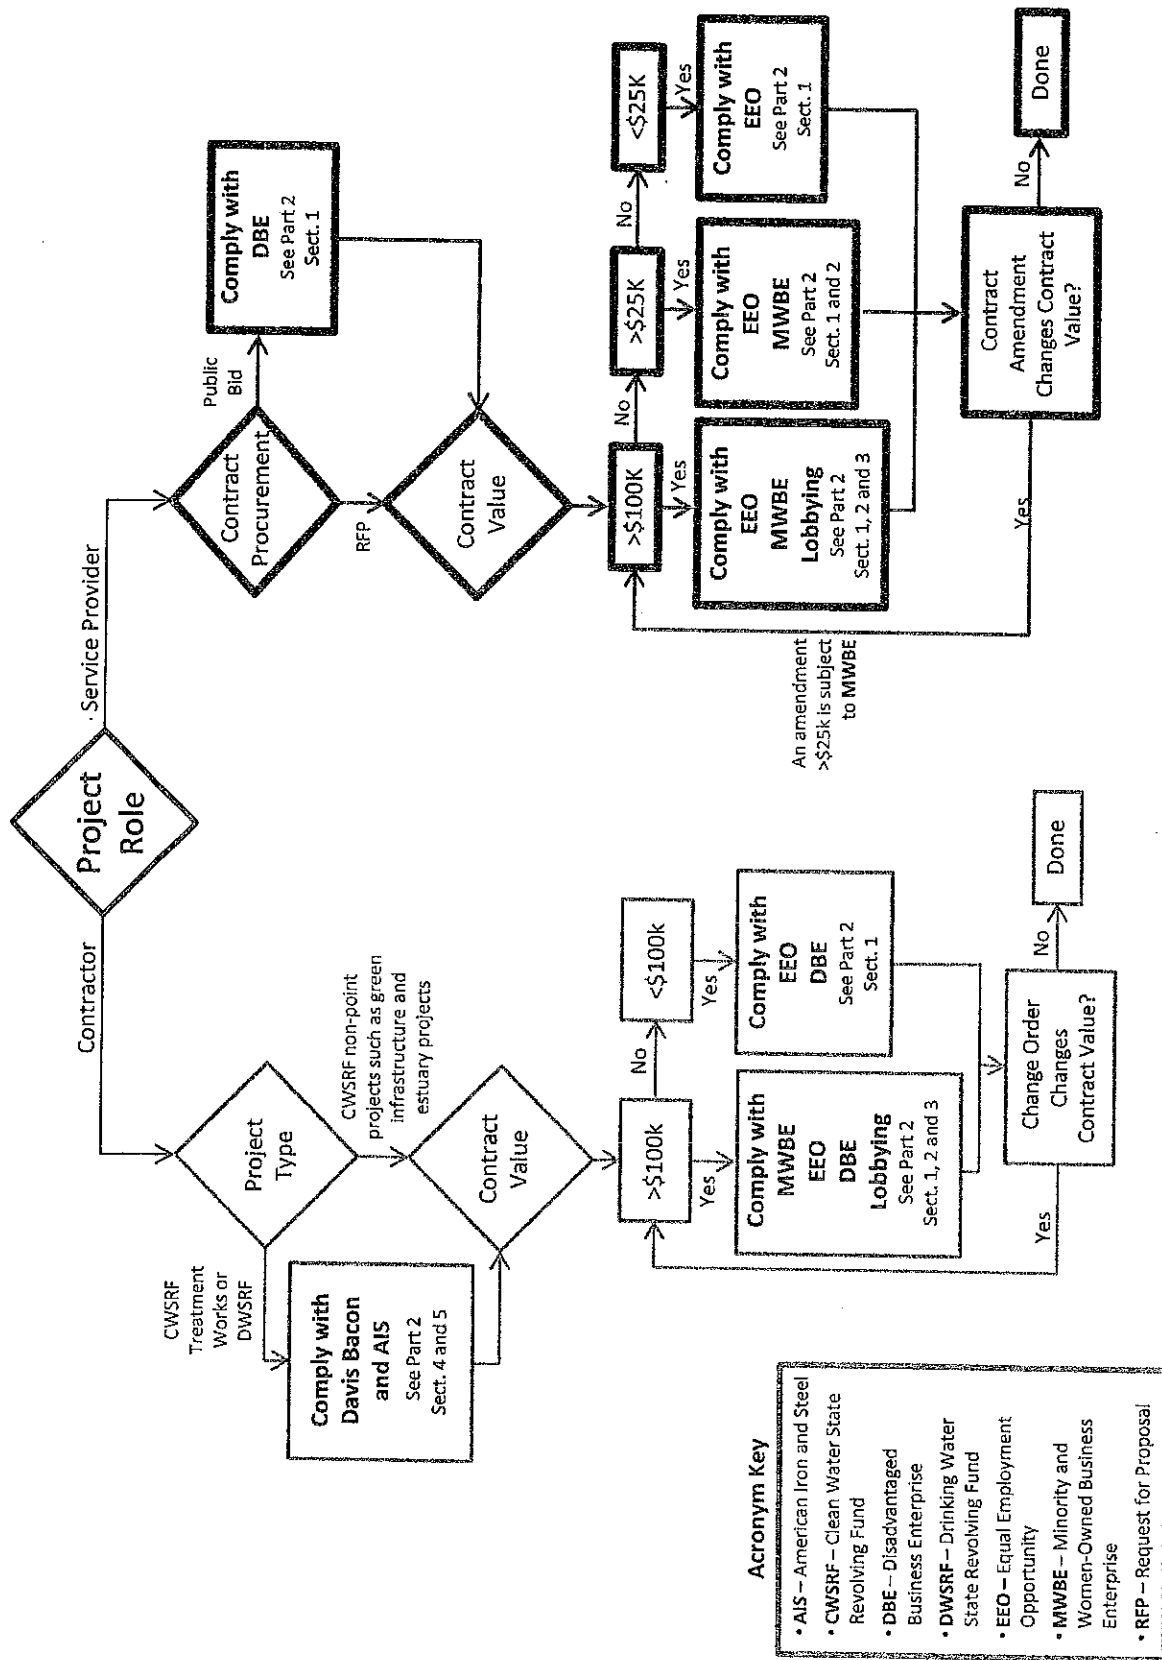 Project
Role
Contractor
Project
Type
CWSRF
Treatment
Works or
DWSRF
Comply with
Davis Bacon
and AIS
See Part 2
Sect. 4 and 5
CWSRF non-point
projects such as green
infrastructure and
estuary projects
Contract
Value
>$100k
No
<$100k
Yes
Yes
Comply with
MWBE
EEO
DBE
Lobbying
See Part 2
Sect. 1, 2 and 3
Comply with
EEO
DBE
See Part 2
Sect. 1
Change Order
Changes
Contract Value?
Yes
No
Done
Service Provider
Contract
Procurement
Public
Bid
Comply with
DBE
See Part 2
Sect. 1
RFP
Contract
Value
>$100K
No
>$25K
No
<$25K
Yes
Yes
Yes
Comply with
EEO
MWBE
Lobbying
See Part 2
Sect. 1, 2 and 3
Comply with
EEO
MWBE
See Part 2
Sect. 1 and 2
Comply with
EEO
See Part 2
Sect. 1
An amendment
>$25k is subject
to MWBE
Contract
Amendment
Changes Contract
Value?
Yes
No
Done
Acronym Key
• AIS – American Iron and Steel
• CWSRF – Clean Water State
Revolving Fund
• DBE – Disadvantaged
Business Enterprise
• DWSRF – Drinking Water
State Revolving Fund
• EEO – Equal Employment
Opportunity
• MWBE – Minority and
Women-Owned Business
Enterprise
• RFP – Request for Proposal